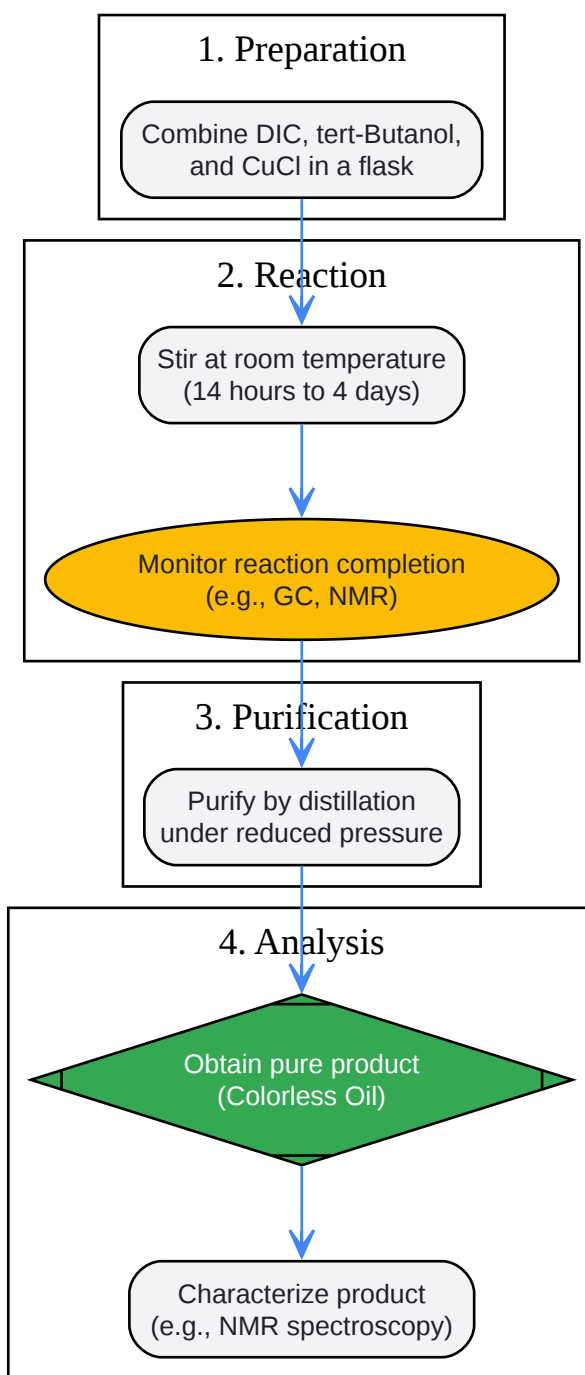 1. Preparation
Combine DIC, tert-Butanol,
and CuCl in a flask
2. Reaction
Stir at room temperature
(14 hours to 4 days)
Monitor reaction completion
(e.g., GC, NMR)
3. Purification
Purify by distillation
under reduced pressure
4. Analysis
Obtain pure product
(Colorless Oil)
Characterize product
(e.g., NMR spectroscopy)